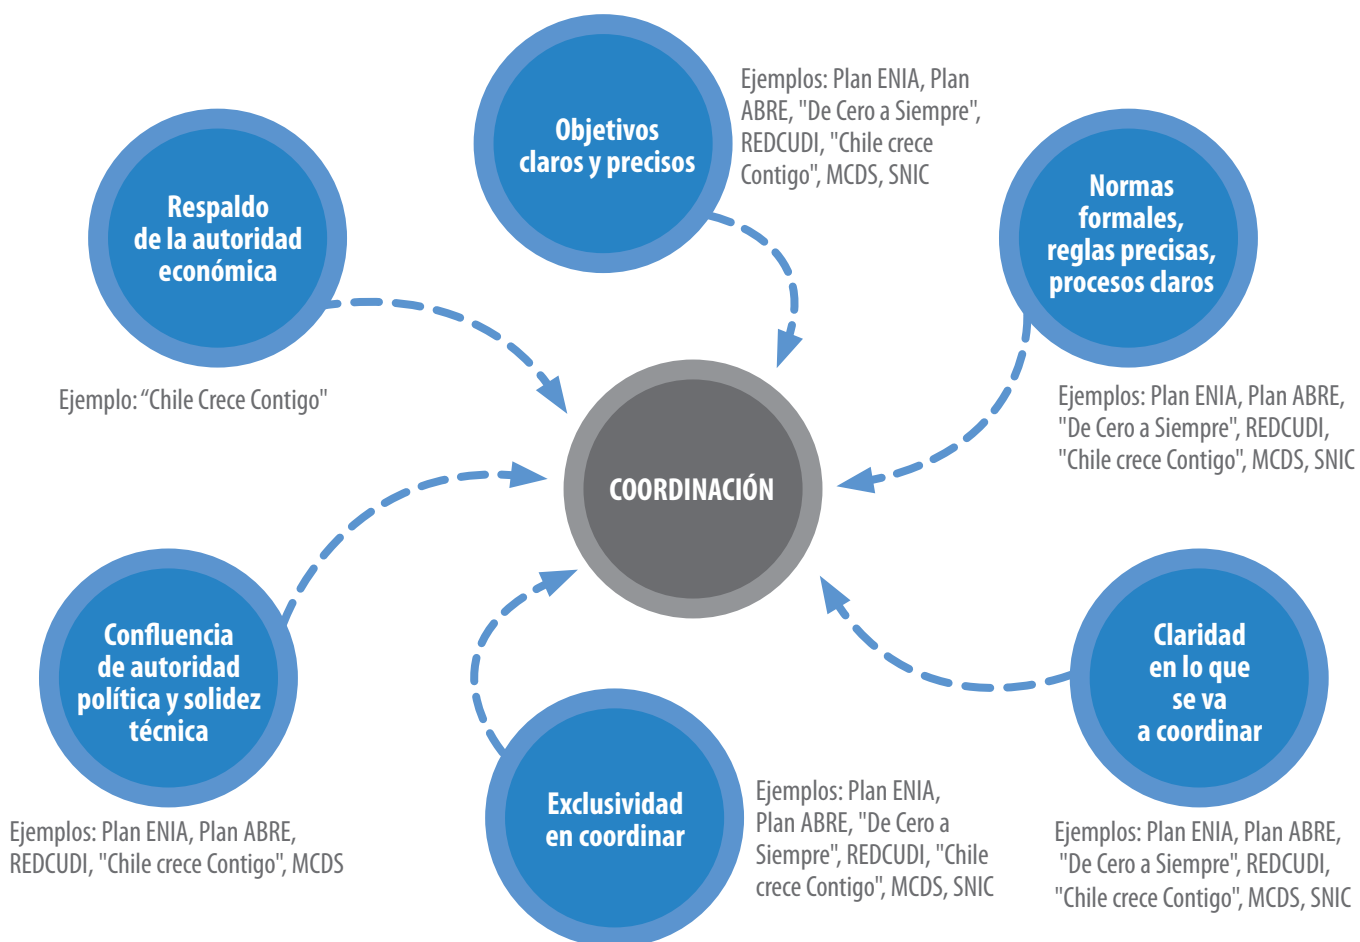 Objetivos
claros y precisos
Ejemplos: Plan ENIA, Plan
ABRE, "De Cero a Siempre",
REDCUDI, "Chile crece
Contigo", MCDS, SNIC
Respaldo
de la autoridad
económica
Ejemplo: “Chile Crece Contigo"
Normas
formales,
reglas precisas,
procesos claros
Ejemplos: Plan ENIA, Plan ABRE,
"De Cero a Siempre", REDCUDI,
"Chile crece Contigo", MCDS, SNIC
COORDINACIÓN
Confluencia
de autoridad
política y solidez
técnica
Ejemplos: Plan ENIA, Plan ABRE,
REDCUDI, "Chile crece Contigo", MCDS
Exclusividad
en coordinar
Ejemplos: Plan ENIA,
Plan ABRE, "De Cero a
Siempre", REDCUDI, "Chile
crece Contigo", MCDS, SNIC
Claridad
en lo que
se va
a coordinar
Ejemplos: Plan ENIA, Plan ABRE,
"De Cero a Siempre", REDCUDI,
"Chile crece Contigo", MCDS, SNIC